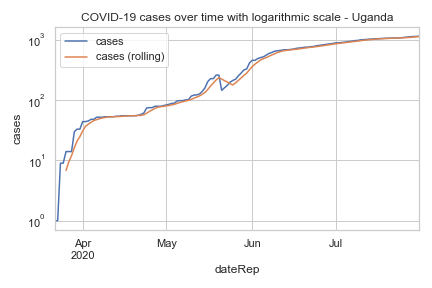 COVID-19 cases over time with logarithmic scale - Uganda
cases
cases (rolling)
10³
10²
10¹
10⁰
cases
Apr
2020
May
Jun
Jul
dateRep